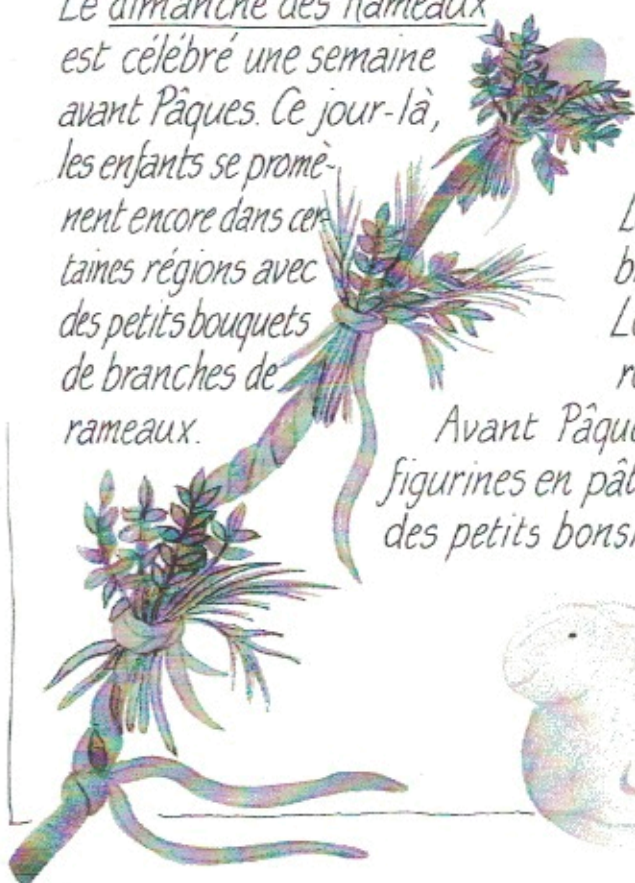 Le dimanche des Rameaux
est célébré une semaine
avant Pâques. Ce jour-là,
les enfants se promè-
nent encore dans cer-
taines régions avec
des petits bouquets
de branches de
rameaux.
Avant Pâque
figurines en pât
des petits bons